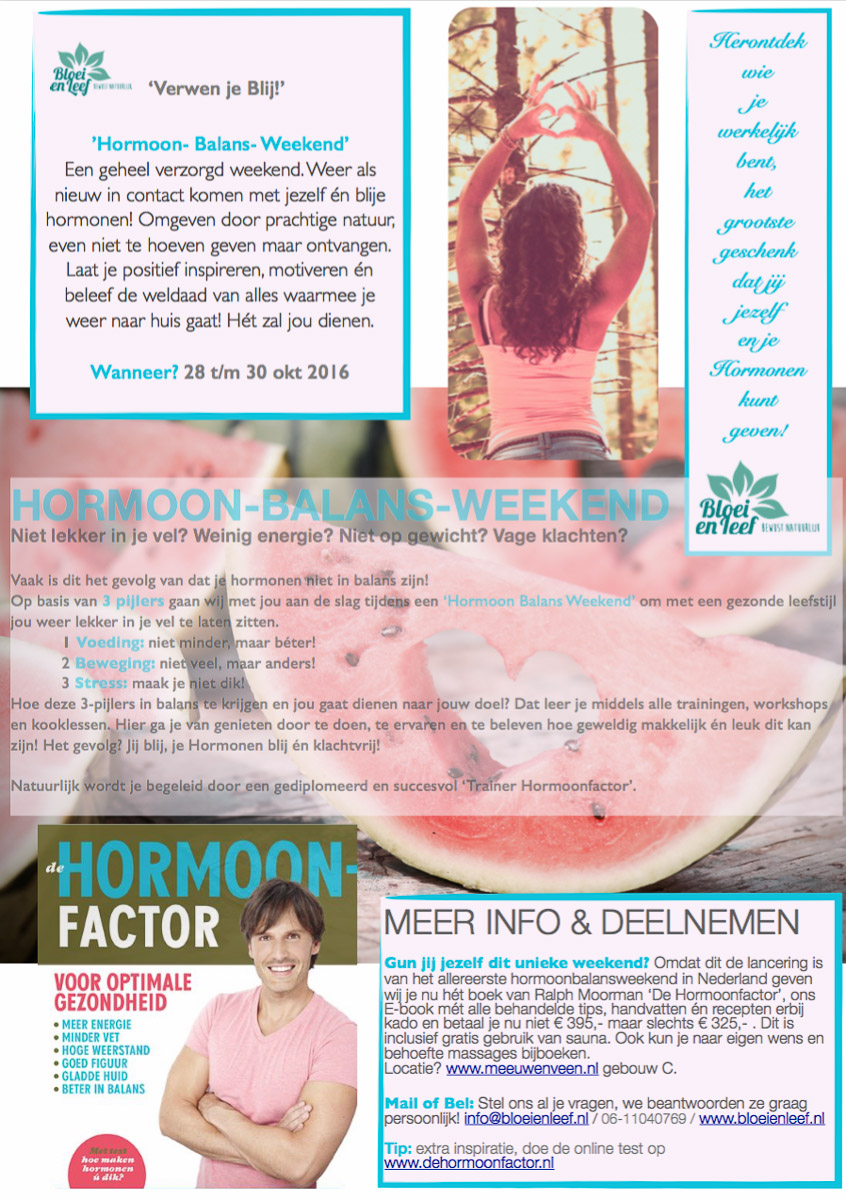 Bloei
en leef BEWUST NATUURLIJK
‘Verwen je Blij!’
’Hormoon- Balans- Weekend’
Een geheel verzorgd weekend. Weer als
nieuw in contact komen met jezelf én blije
hormonen! Omgeven door prachtige natuur,
even niet te hoeven geven maar ontvangen.
Laat je positief inspireren, motiveren én
beleef de weldaad van alles waarmee je
weer naar huis gaat! Hét zal jou dienen.
Wanneer? 28 t/m 30 okt 2016
Herontdek
wie
je
werkelijk
bent,
het
grootste
geschenk
dat jij
jezelf
en je
Hormonen
kunt
geven!
Bloei
en leef BEWUST NATUURLIJK
HORMOON-BALANS-WEEKEND
Niet lekker in je vel? Weinig energie? Niet op gewicht? Vage klachten?
Vaak is dit het gevolg van dat je hormonen niet in balans zijn!
Op basis van 3 pijlers gaan wij met jou aan de slag tijdens een ‘Hormoon Balans Weekend’ om met een gezonde leefstijl
jou weer lekker in je vel te laten zitten.
1 Voeding: niet minder, maar béter!
2 Beweging: niet veel, maar anders!
3 Stress: maak je niet dik!
Hoe deze 3-pijlers in balans te krijgen en jou gaat dienen naar jouw doel? Dat leer je middels alle trainingen, workshops
en kooklessen. Hier ga je van genieten door te doen, te ervaren en te beleven hoe geweldig makkelijk én leuk dit kan
zijn! Het gevolg? Jij blij, je Hormonen blij én klachtvrij!
Natuurlijk wordt je begeleid door een gediplomeerd en succesvol ‘Trainer Hormoonfactor’.
de HORMOON-
FACTOR
VOOR OPTIMALE
GEZONDHEID
• MEER ENERGIE
• MINDER VET
• HOGE WEERSTAND
• GOED FIGUUR
• GLADDE HUID
• BETER IN BALANS
Met test
hoe maken
hormonen
ú dik?
MEER INFO & DEELNEMEN
Gun jij jezelf dit unieke weekend? Omdat dit de lancering is
van het allereerste hormoonbalansweekend in Nederland geven
wij je nu hét boek van Ralph Moorman ‘De Hormoonfactor’, ons
E-book mét alle behandelde tips, handvatten én recepten erbij
kado en betaal je nu niet € 395,- maar slechts € 325,- . Dit is
inclusief gratis gebruik van sauna. Ook kun je naar eigen wens en
behoefte massages bijboeken.
Locatie? www.meeuwenveen.nl gebouw C.
Mail of Bel: Stel ons al je vragen, we beantwoorden ze graag
persoonlijk! info@bloeienleef.nl / 06-11040769 / www.bloeienleef.nl
Tip: extra inspiratie, doe de online test op
www.dehormoonfactor.nl